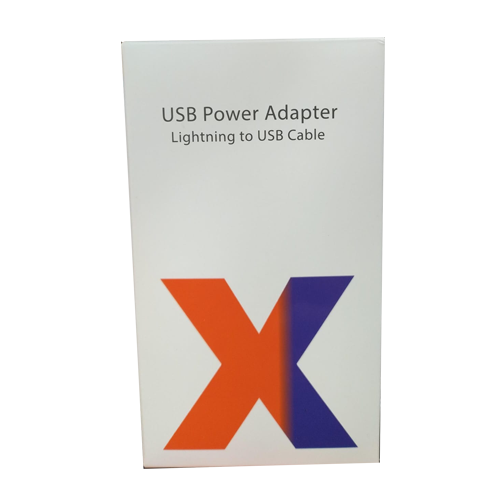 USB Power Adapter
Lightning to USB Cable
X